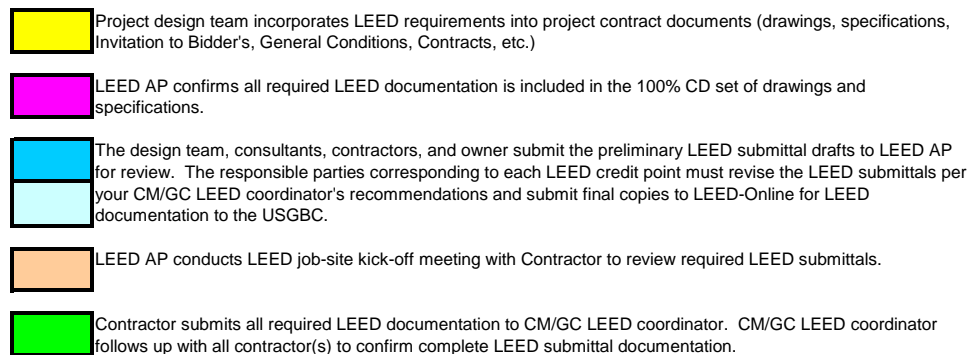 Project design team incorporates LEED requirements into project contract documents (drawings, specifications,
Invitation to Bidder's, General Conditions, Contracts, etc.)
LEED AP confirms all required LEED documentation is included in the 100% CD set of drawings and
specifications.
The design team, consultants, contractors, and owner submit the preliminary LEED submittal drafts to LEED AP
for review.  The responsible parties corresponding to each LEED credit point must revise the LEED submittals per
your CM/GC LEED coordinator's recommendations and submit final copies to LEED-Online for LEED
documentation to the USGBC.
LEED AP conducts LEED job-site kick-off meeting with Contractor to review required LEED submittals.
Contractor submits all required LEED documentation to CM/GC LEED coordinator.  CM/GC LEED coordinator
follows up with all contractor(s) to confirm complete LEED submittal documentation.